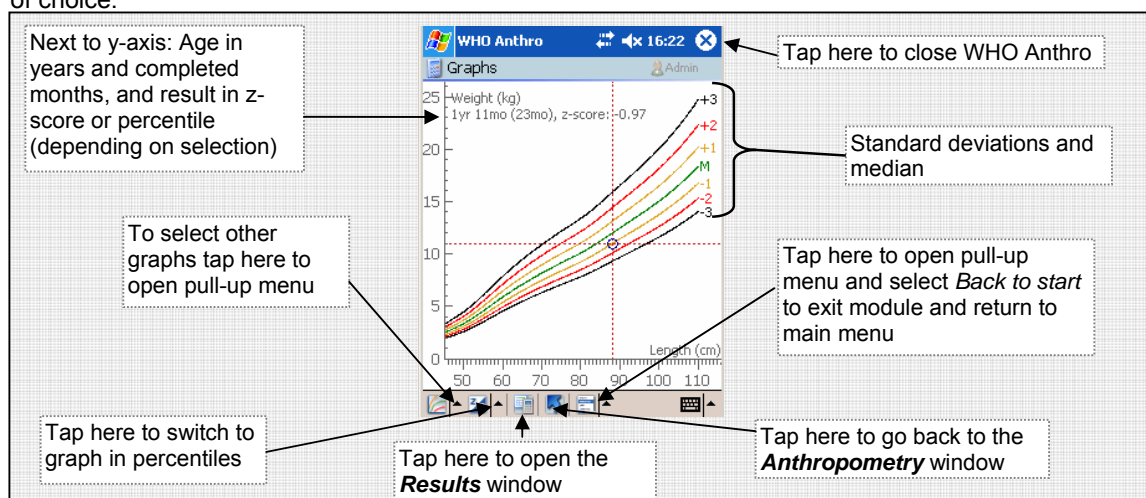 of choice.
Next to y-axis: Age in
years and completed
months, and result in z-
score or percentile
(depending on selection)
WHO Anthro
16:22
Tap here to close WHO Anthro
Graphs
Admin
Weight (kg)
1yr 11mo (23mo), z-score: -0.97
25
20
15
10
5
0
+3
+2
+1
M
-1
-2
-3
Standard deviations and
median
To select other
graphs tap here to
open pull-up menu
Tap here to open pull-up
menu and select Back to start
to exit module and return to
main menu
Length (cm)
50 60 70 80 90 100 110
Tap here to switch to
graph in percentiles
Tap here to open the
Results window
Tap here to go back to the
Anthropometry window